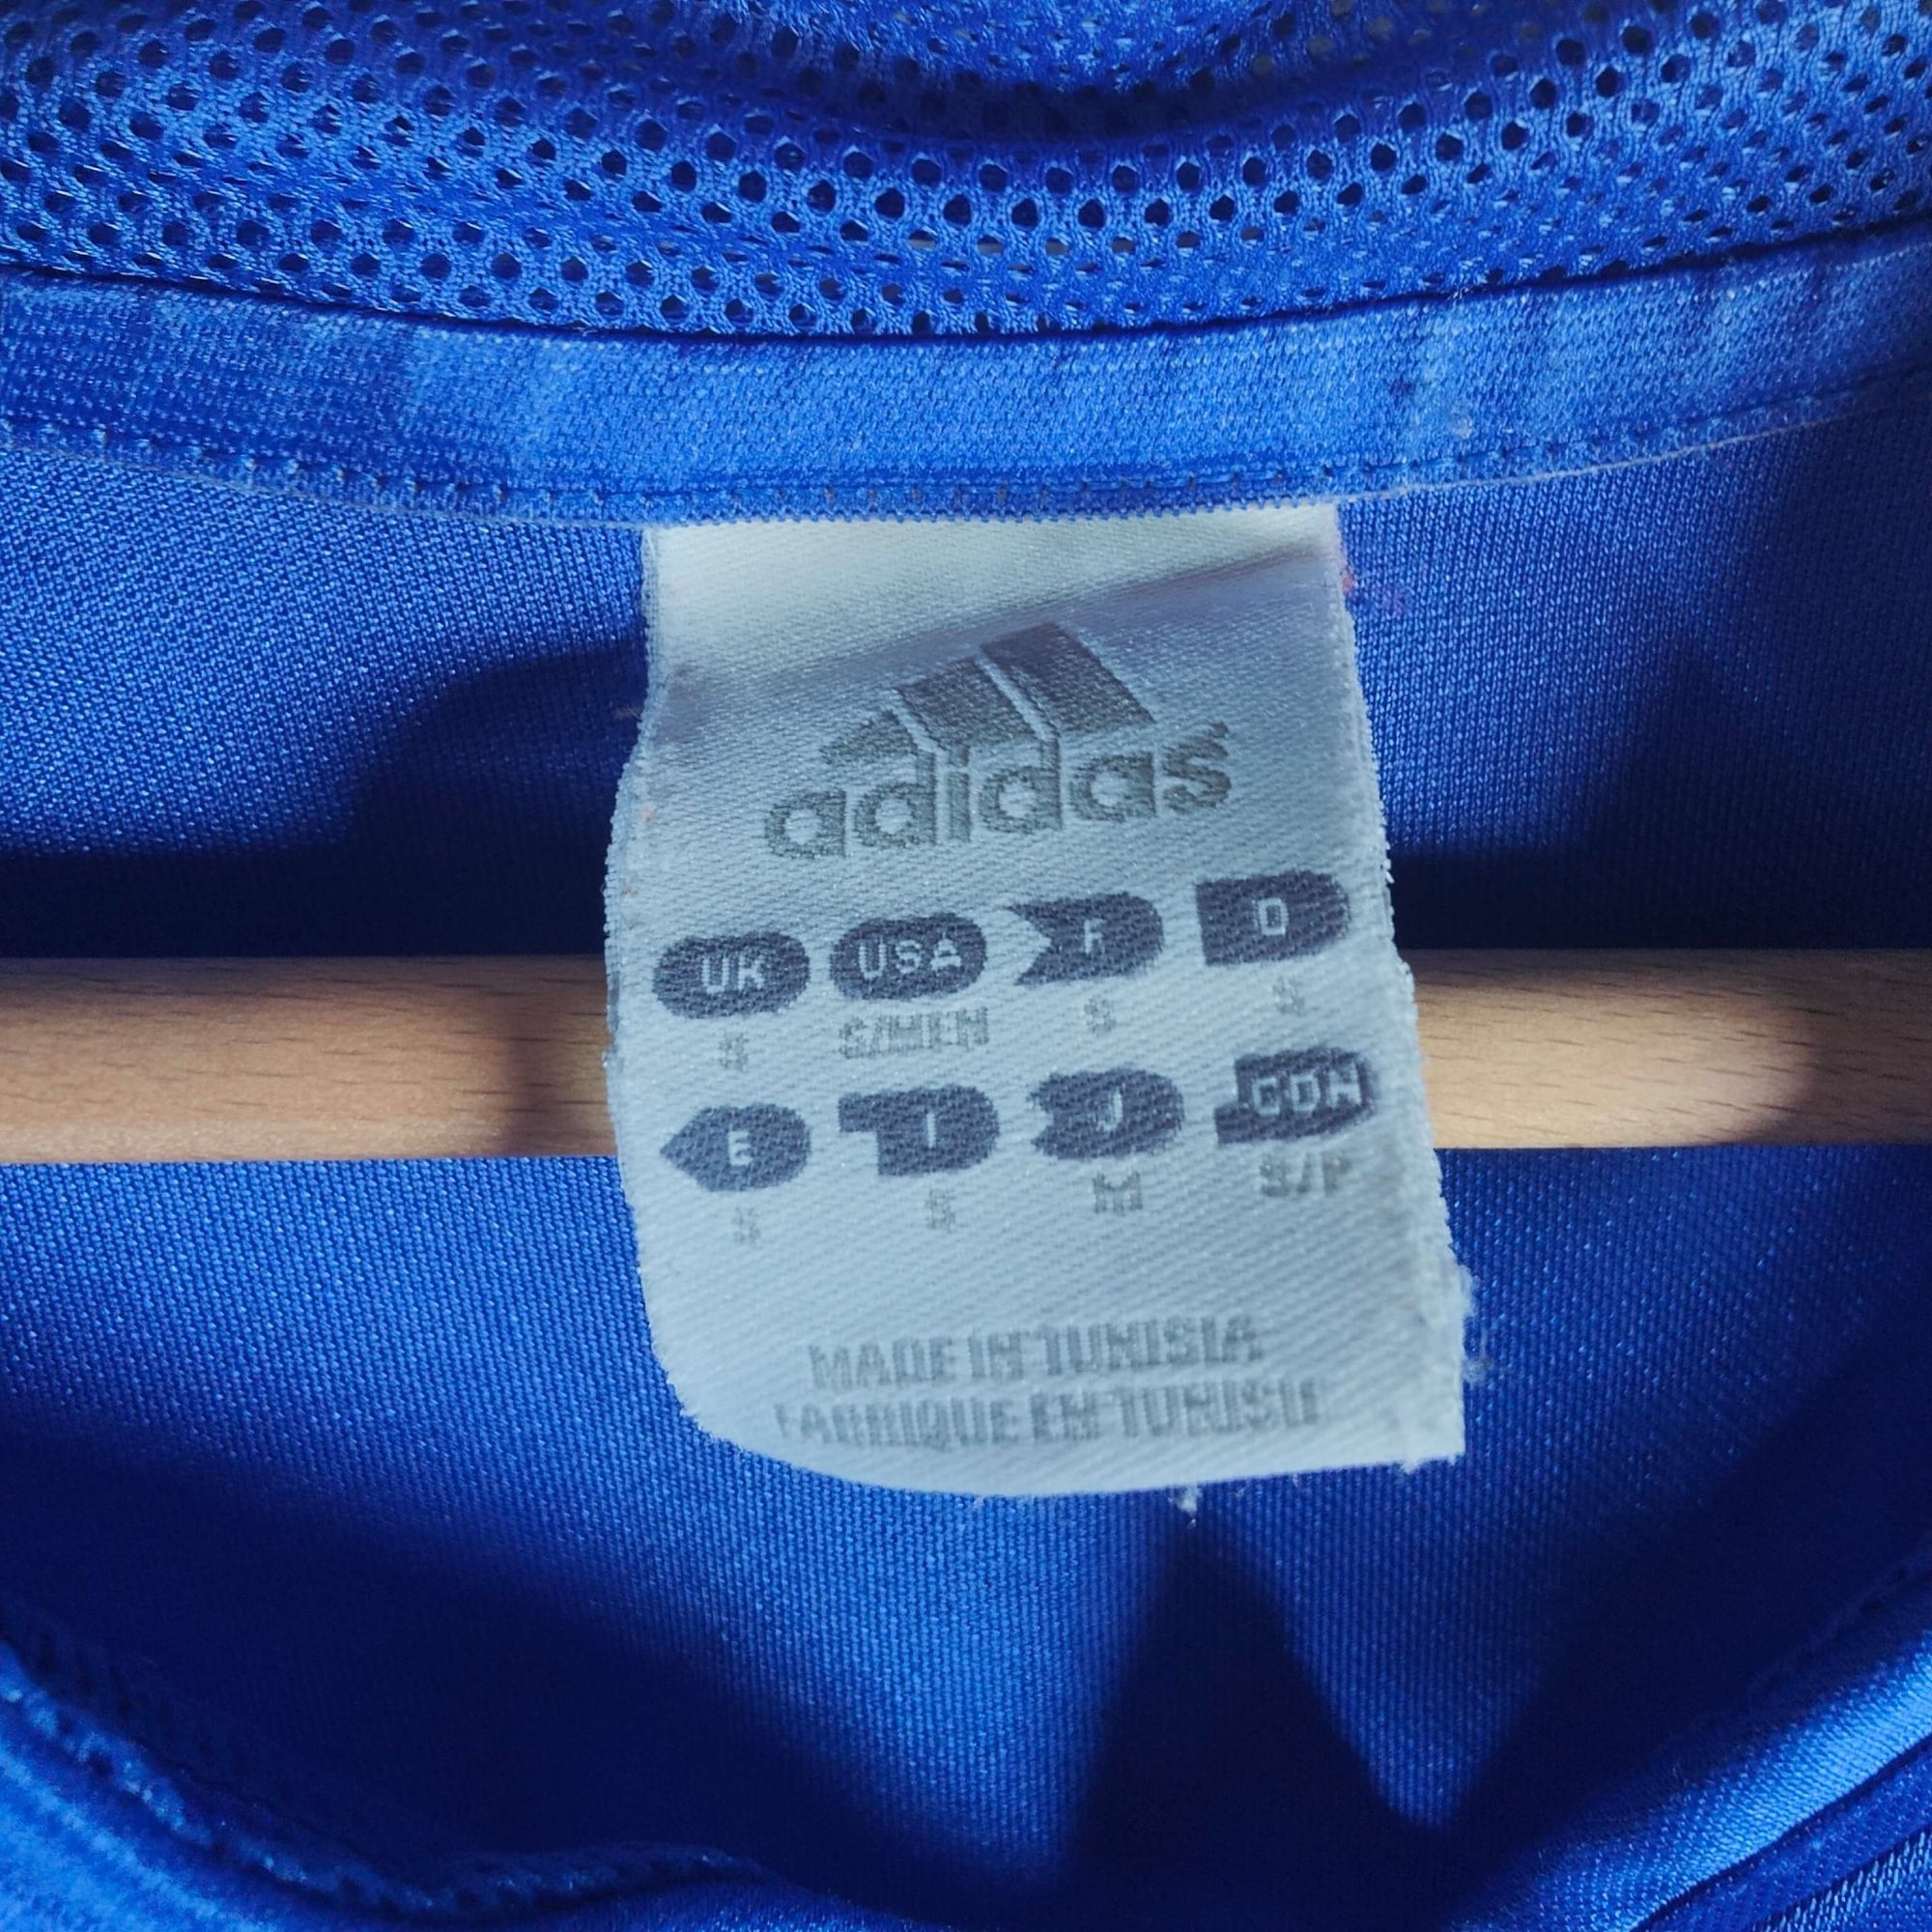 adidas
UK USA F D
S S/MEN S S
E I J CDN
S S M S/P
MADE IN TUNISIA
FABRIQUE EN TUNISIE